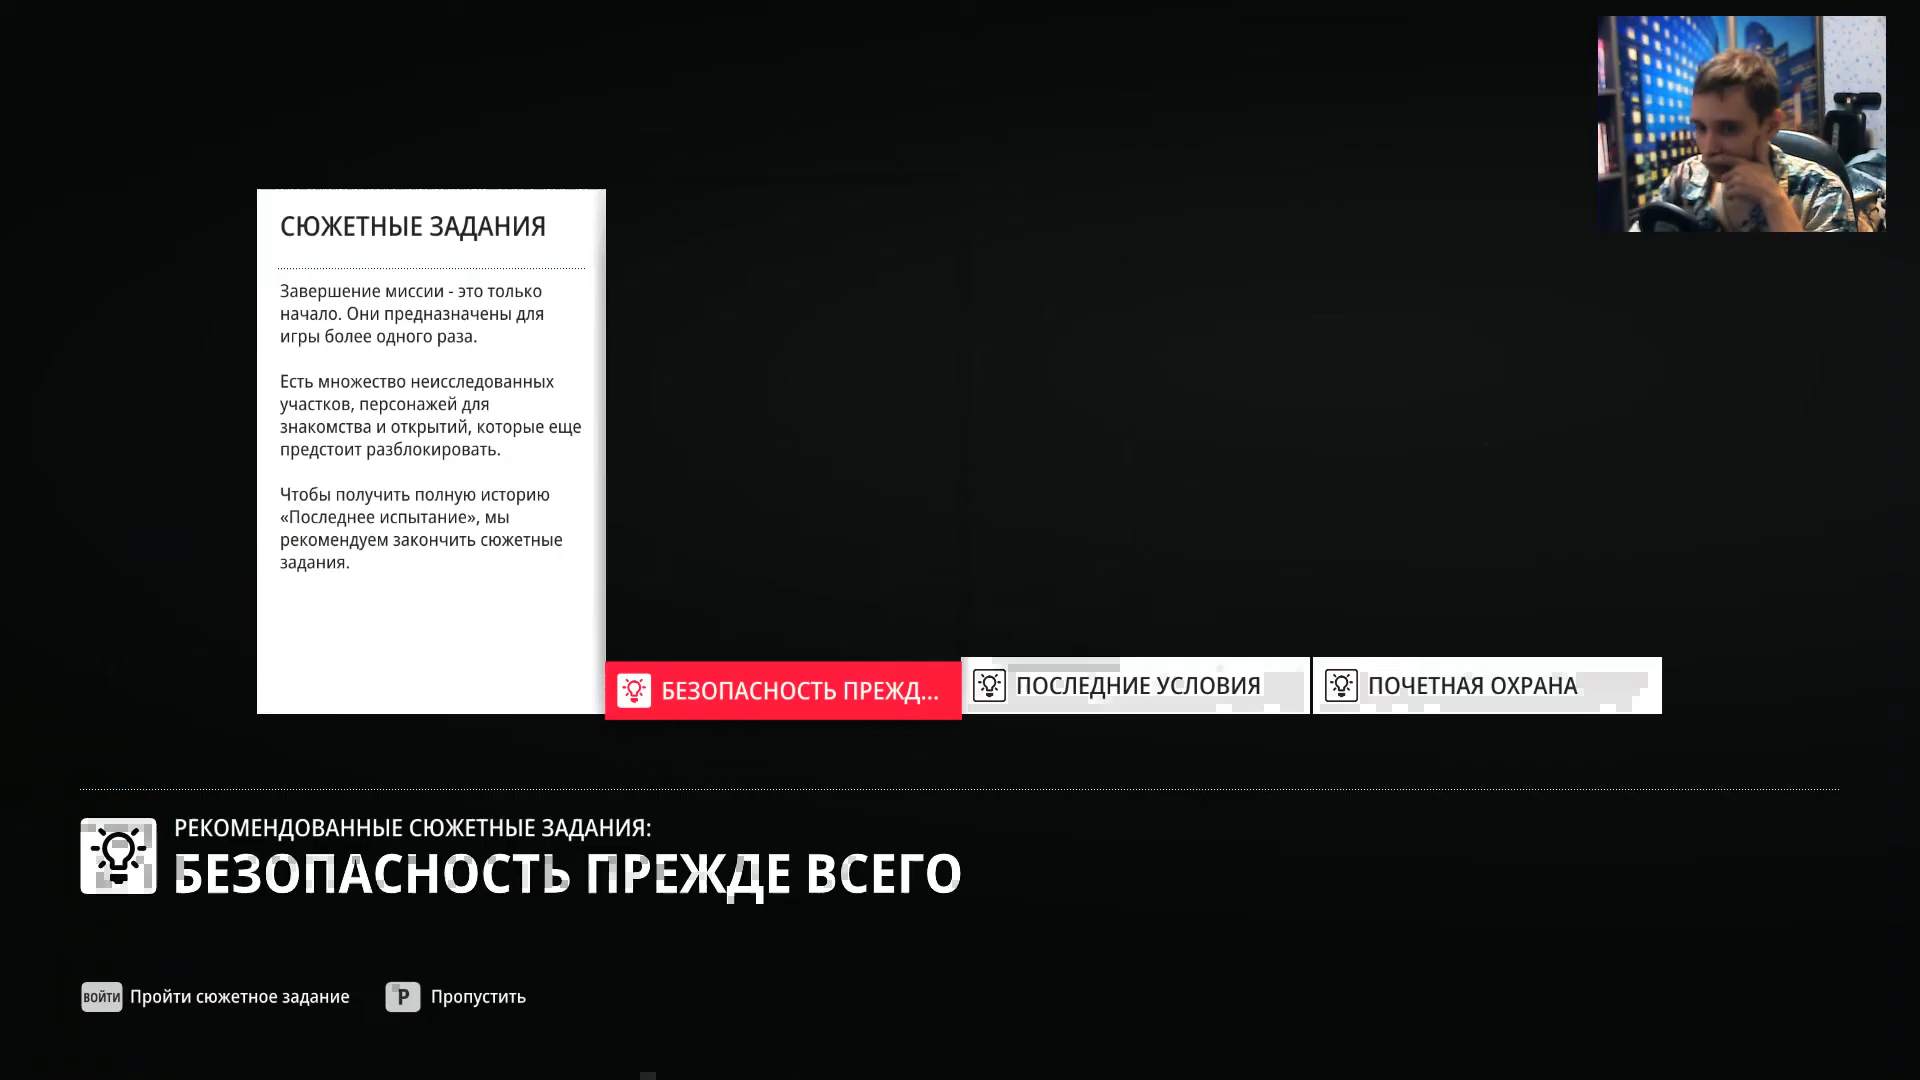 СЮЖЕТНЫЕ ЗАДАНИЯ
Завершение миссии - это только
начало. Они предназначены для
игры более одного раза.
Есть множество неисследованных
участков, персонажей для
знакомства и открытий, которые еще
предстоит разблокировать.
Чтобы получить полную историю
«Последнее испытание», мы
рекомендуем закончить сюжетные
задания.
БЕЗОПАСНОСТЬ ПРЕЖД...
ПОСЛЕДНИЕ УСЛОВИЯ
ПОЧЕТНАЯ ОХРАНА
РЕКОМЕНДОВАННЫЕ СЮЖЕТНЫЕ ЗАДАНИЯ:
БЕЗОПАСНОСТЬ ПРЕЖДЕ ВСЕГО
ВОЙТИ Пройти сюжетное задание P Пропустить